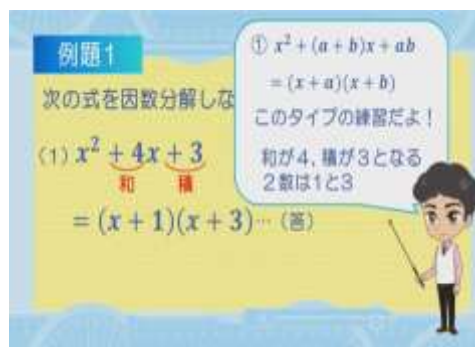 例題1
次の式を因数分解しな
(1) x² + 4x + 3
和 積
= (x + 1)(x + 3)… (答)
① x² + (a + b)x + ab
= (x + a)(x + b)
このタイプの練習だよ!
和が4, 積が3となる
2数は1と3